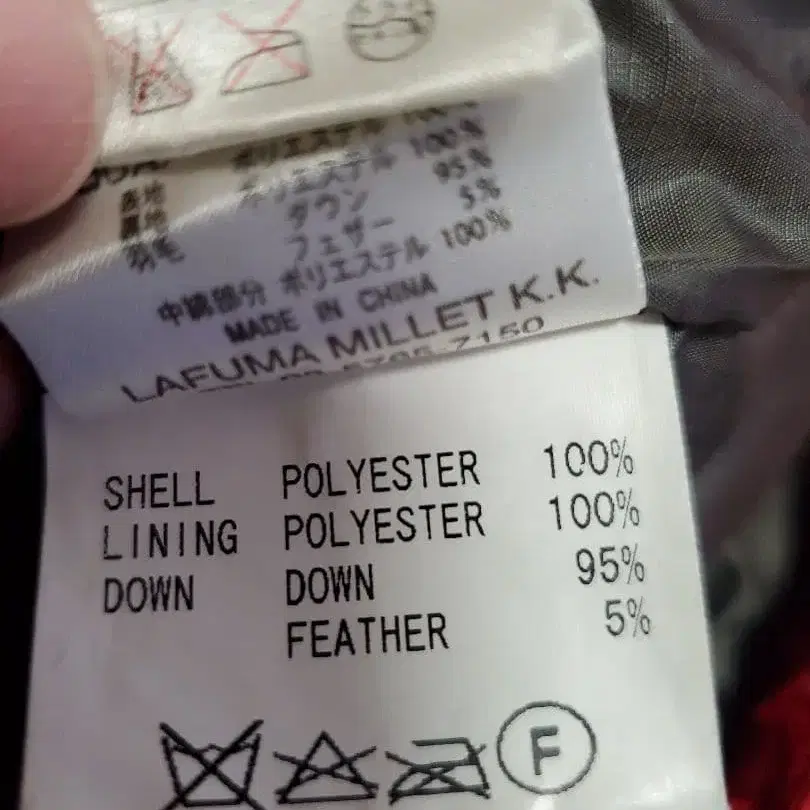 ポリエステル 100%
表地 ポリエステル 100%
裏地 ダウン 95%
羽毛 フェザー 5%
中綿部分 ポリエステル 100%
MADE IN CHINA
LAFUMA MILLET K.K.
SHELL POLYESTER 100%
LINING POLYESTER 100%
DOWN DOWN 95%
FEATHER 5%
F